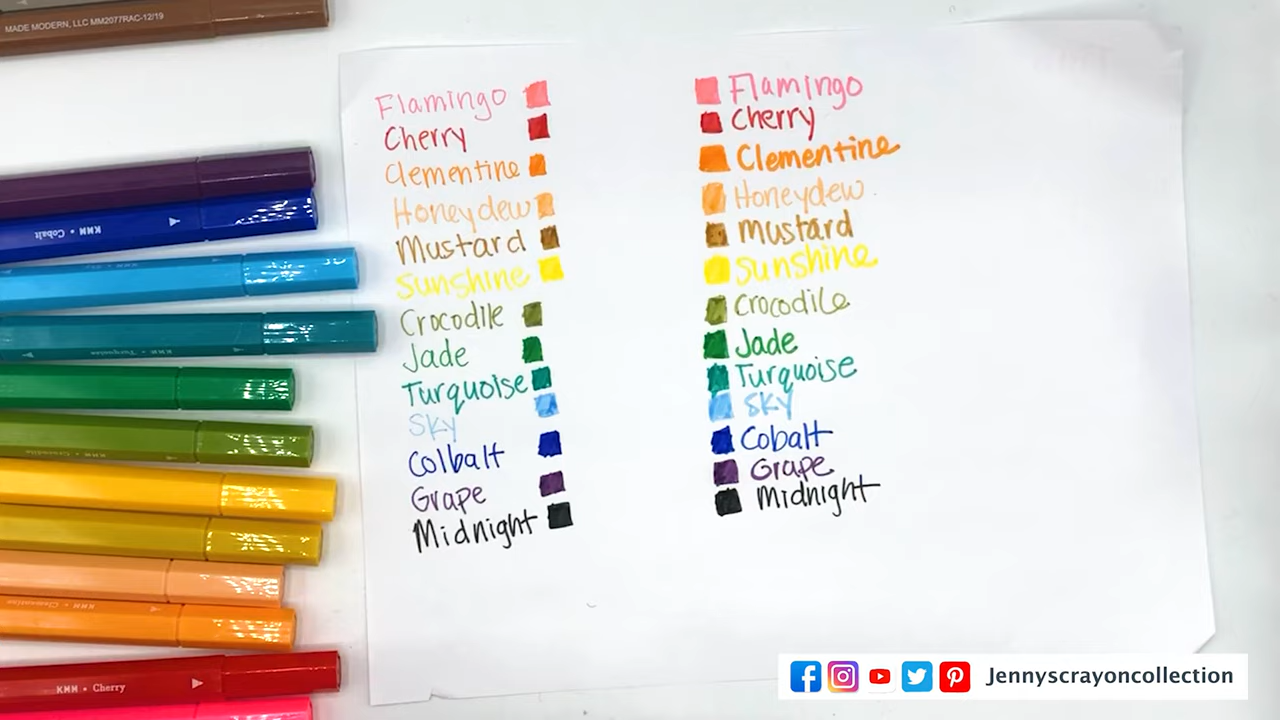 MADE MODERN, LLC MM2077RAC-12/19
Flamingo
Cherry
Clementine
Honeydew
Mustard
Sunshine
Crocodile
Jade
Turquoise
Sky
Colbalt
Grape
Midnight
Flamingo
Cherry
Clementine
Honeydew
Mustard
Sunshine
Crocodile
Jade
Turquoise
Sky
Cobalt
Grape
Midnight
KMM • Cobalt
KMM • Turquoise
KMM • Crocodile
KMM • Clementine
KMM • Cherry
Jennyscrayoncollection